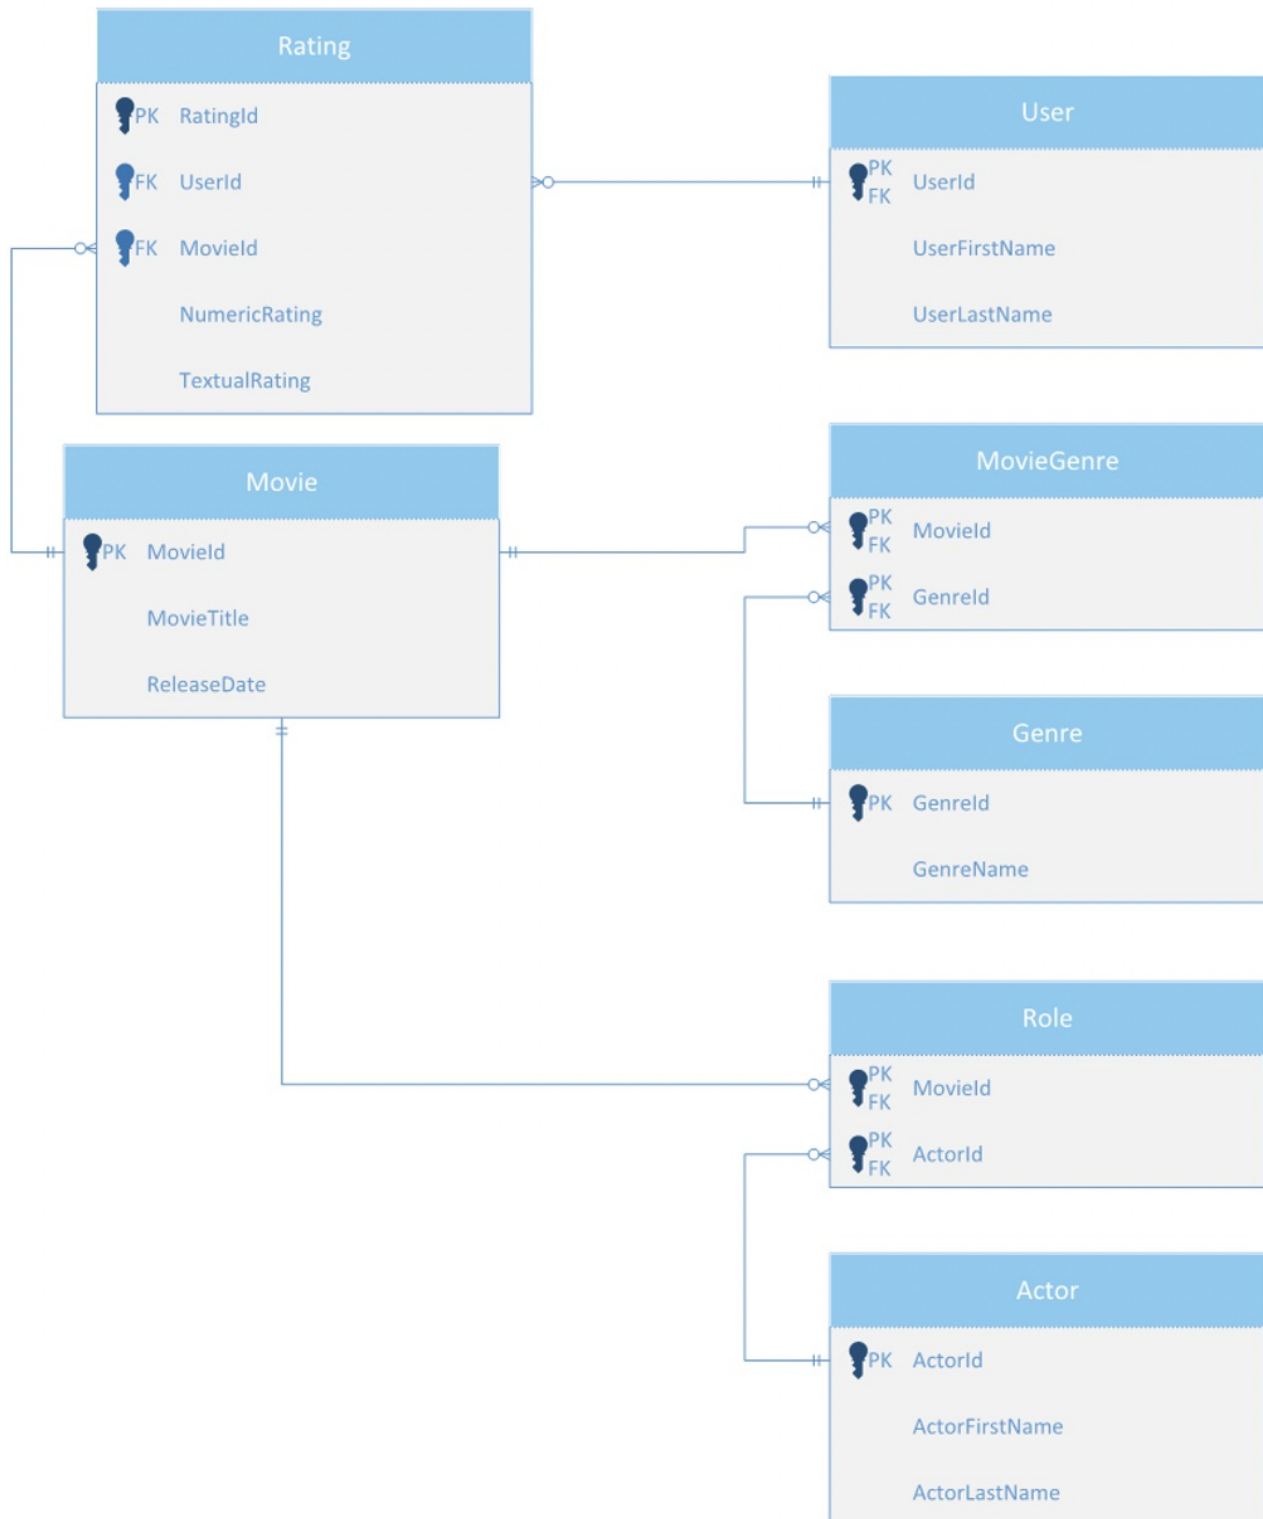 Rating
PK RatingId
FK UserId
FK MovieId
NumericRating
TextualRating
User
PK
FK UserId
UserFirstName
UserLastName
Movie
PK MovieId
MovieTitle
ReleaseDate
MovieGenre
PK
FK MovieId
PK
FK GenreId
Genre
PK GenreId
GenreName
Role
PK
FK MovieId
PK
FK ActorId
Actor
PK ActorId
ActorFirstName
ActorLastName